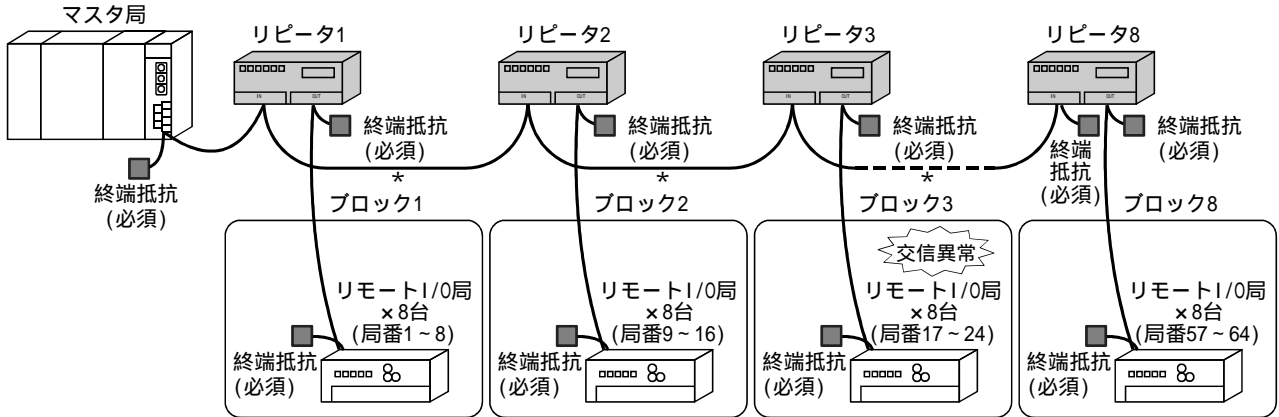 マスタ局
リピータ1
リピータ2
リピータ3
リピータ8
IN
OUT
IN
OUT
IN
OUT
IN
OUT
終端抵抗
(必須)
終端抵抗
(必須)
*
終端抵抗
(必須)
*
終端抵抗
(必須)
*
終端
抵抗
(必須)
終端抵抗
(必須)
ブロック1
リモートI/O局
×8台
(局番1~8)
終端抵抗
(必須)
ブロック2
リモートI/O局
×8台
(局番9~16)
終端抵抗
(必須)
ブロック3
交信異常
リモートI/O局
×8台
(局番17~24)
終端抵抗
(必須)
ブロック8
リモートI/O局
×8台
(局番57~64)
終端抵抗
(必須)